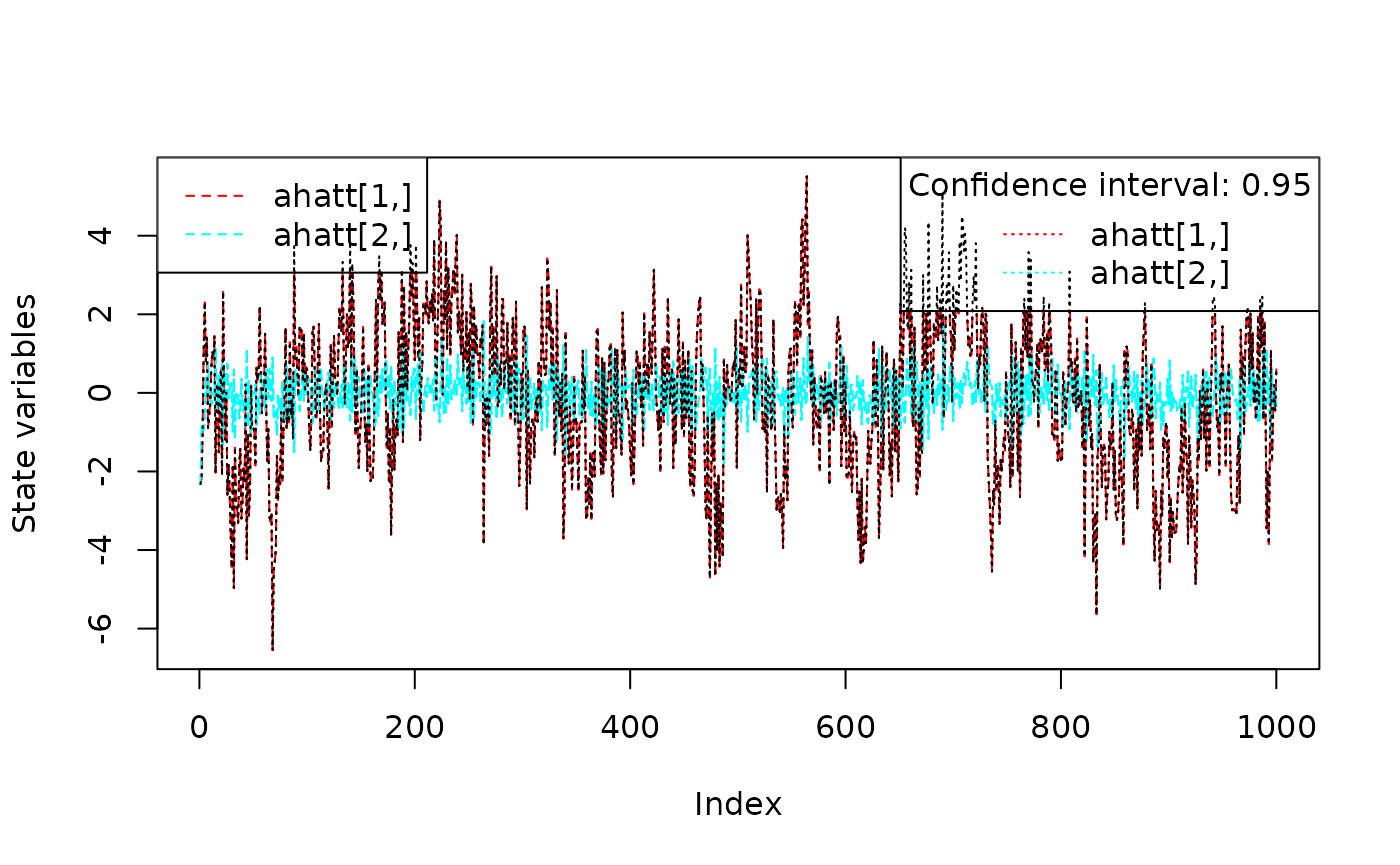 ahatt[1,]
ahatt[2,]
Confidence interval: 0.95
ahatt[1,]
ahatt[2,]
State variables
4
2
0
-2
-4
-6
0 200 400 600 800 1000
Index